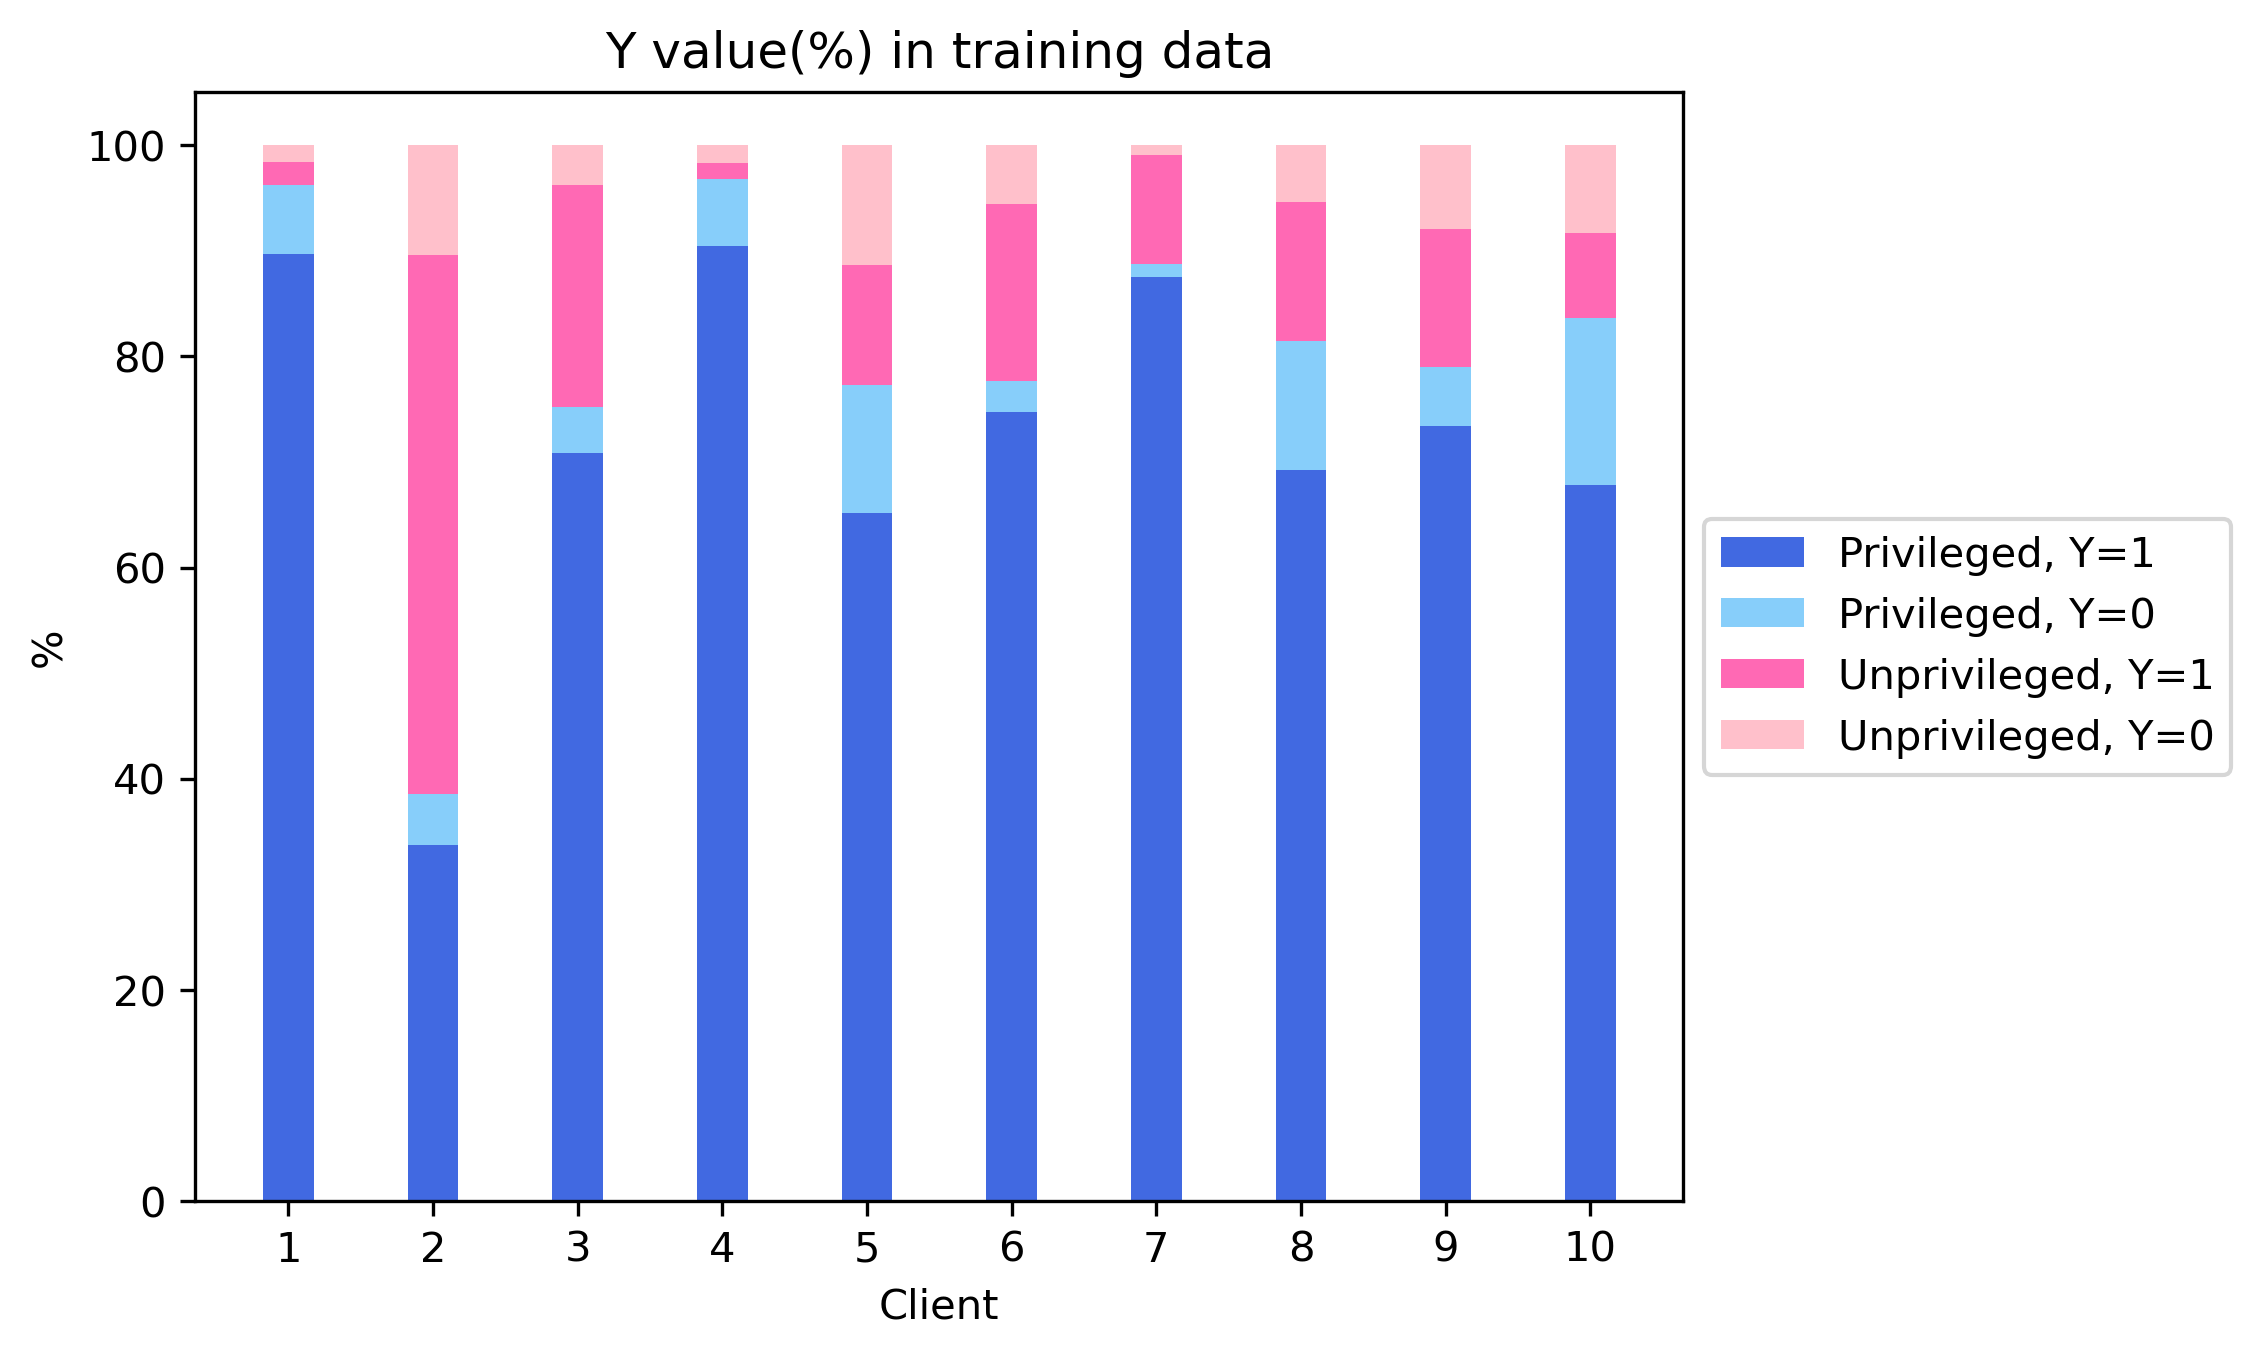 Y value(%) in training data
100
80
60
40
20
0
%
1 2 3 4 5 6 7 8 9 10
Client
Privileged, Y=1
Privileged, Y=0
Unprivileged, Y=1
Unprivileged, Y=0